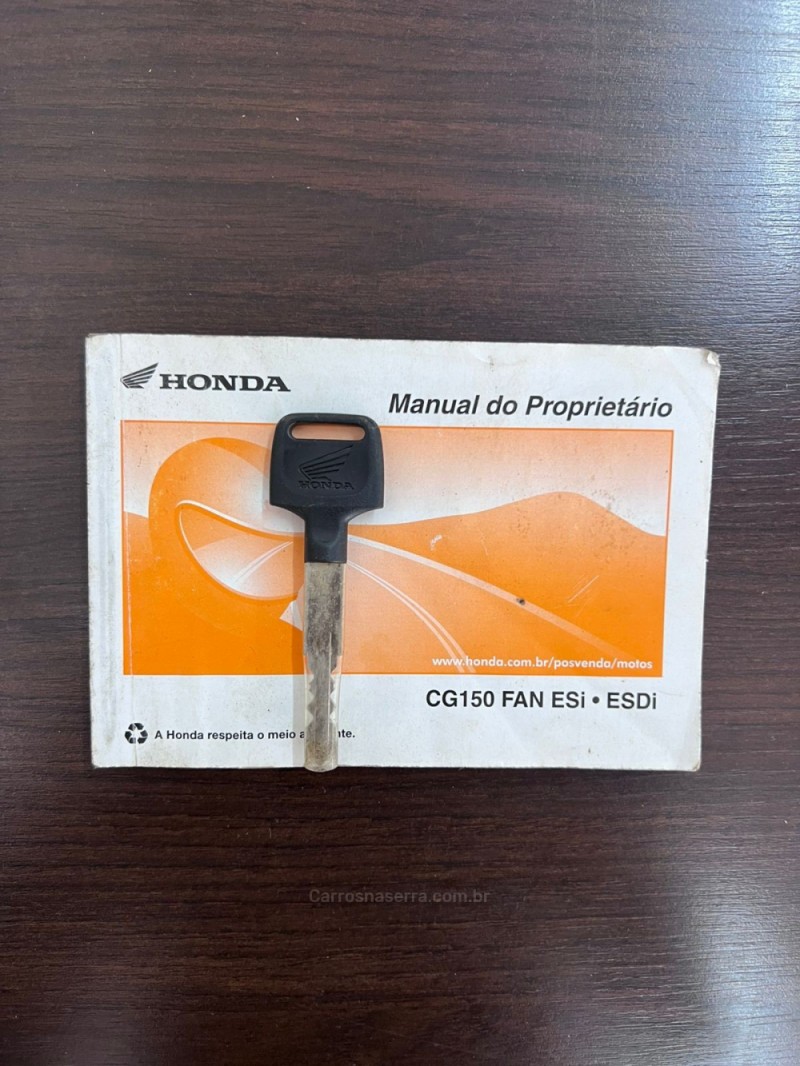 HONDA
Manual do Proprietário
HONDA
www.honda.com.br/posvenda/motos
CG150 FAN ESi • ESDi
A Honda respeita o meio a nte.
Carrosnaserra.com.br